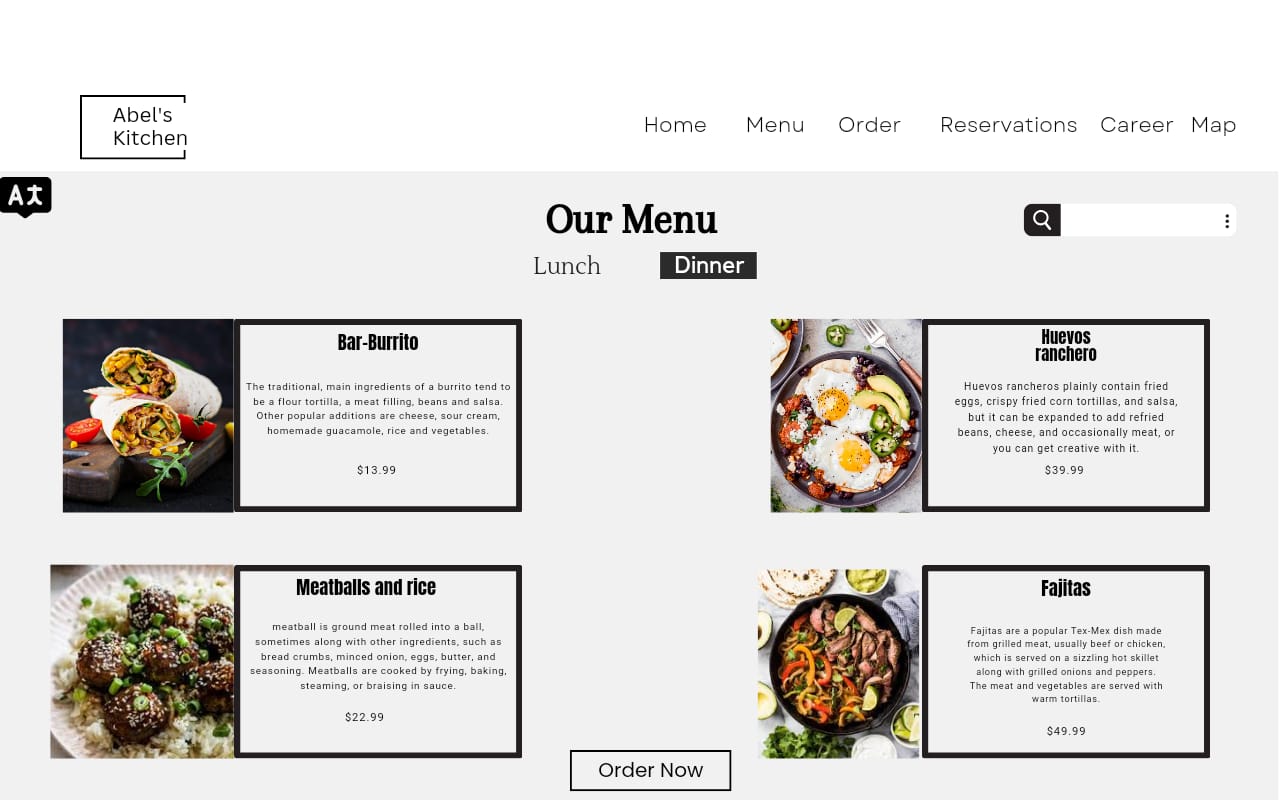 Abel's
Kitchen
Home Menu Order Reservations Career Map
Our Menu
Lunch Dinner
Bar-Burrito
The traditional, main ingredients of a burrito tend to
be a flour tortilla, a meat filling, beans and salsa.
Other popular additions are cheese, sour cream,
homemade guacamole, rice and vegetables.
$13.99
Huevos
ranchero
Huevos rancheros plainly contain fried
eggs, crispy fried corn tortillas, and salsa,
but it can be expanded to add refried
beans, cheese, and occasionally meat, or
you can get creative with it.
$39.99
Meatballs and rice
meatball is ground meat rolled into a ball,
sometimes along with other ingredients, such as
bread crumbs, minced onion, eggs, butter, and
seasoning. Meatballs are cooked by frying, baking,
steaming, or braising in sauce.
$22.99
Fajitas
Fajitas are a popular Tex-Mex dish made
from grilled meat, usually beef or chicken,
which is served on a sizzling hot skillet
along with grilled onions and peppers.
The meat and vegetables are served with
warm tortillas.
$49.99
Order Now